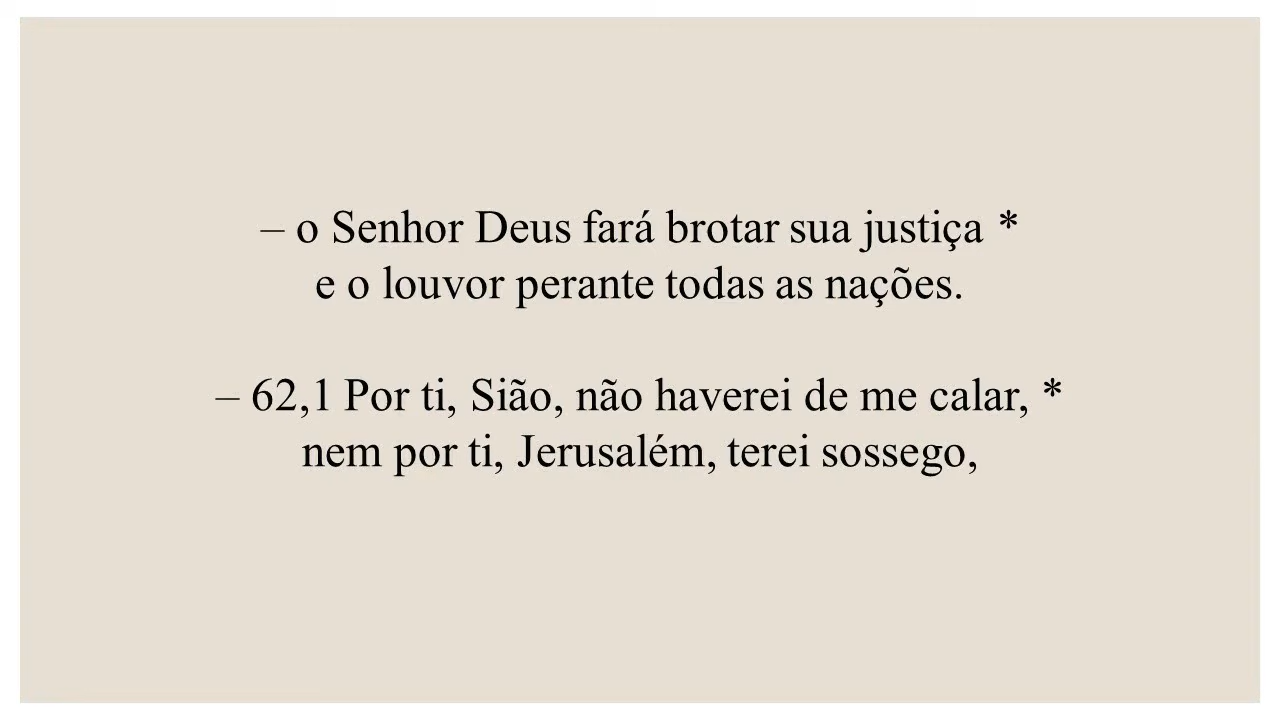 – o Senhor Deus fará brotar sua justiça *
e o louvor perante todas as nações.
– 62,1 Por ti, Sião, não haverei de me calar, *
nem por ti, Jerusalém, terei sossego,